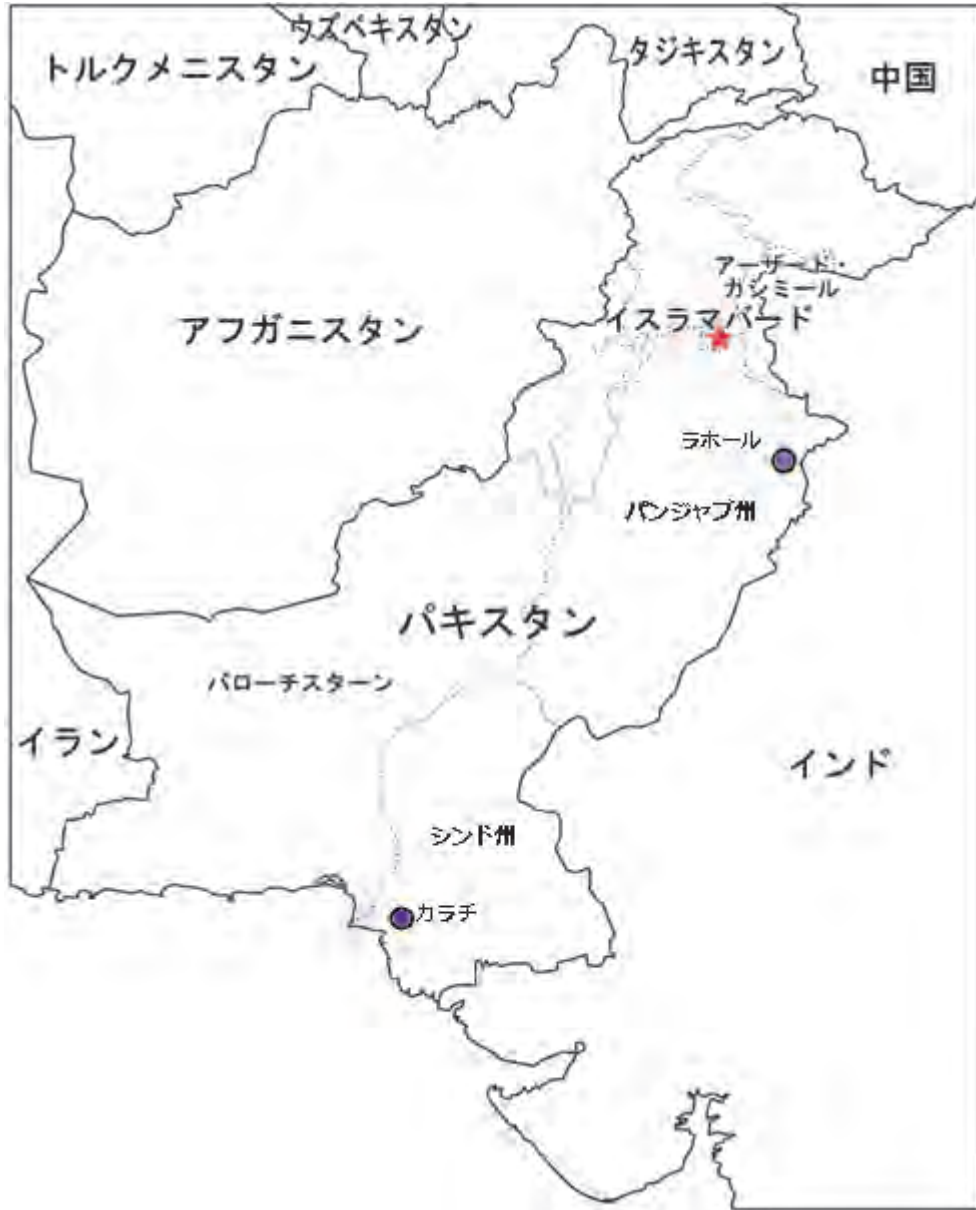 ウズベキスタン
トルクメニスタン
タジキスタン
中国
アーザード・
カシミール
イスラマバード
アフガニスタン
ラホール
パンジャブ州
パキスタン
バローチスターン
イラン
インド
シンド州
カラチ